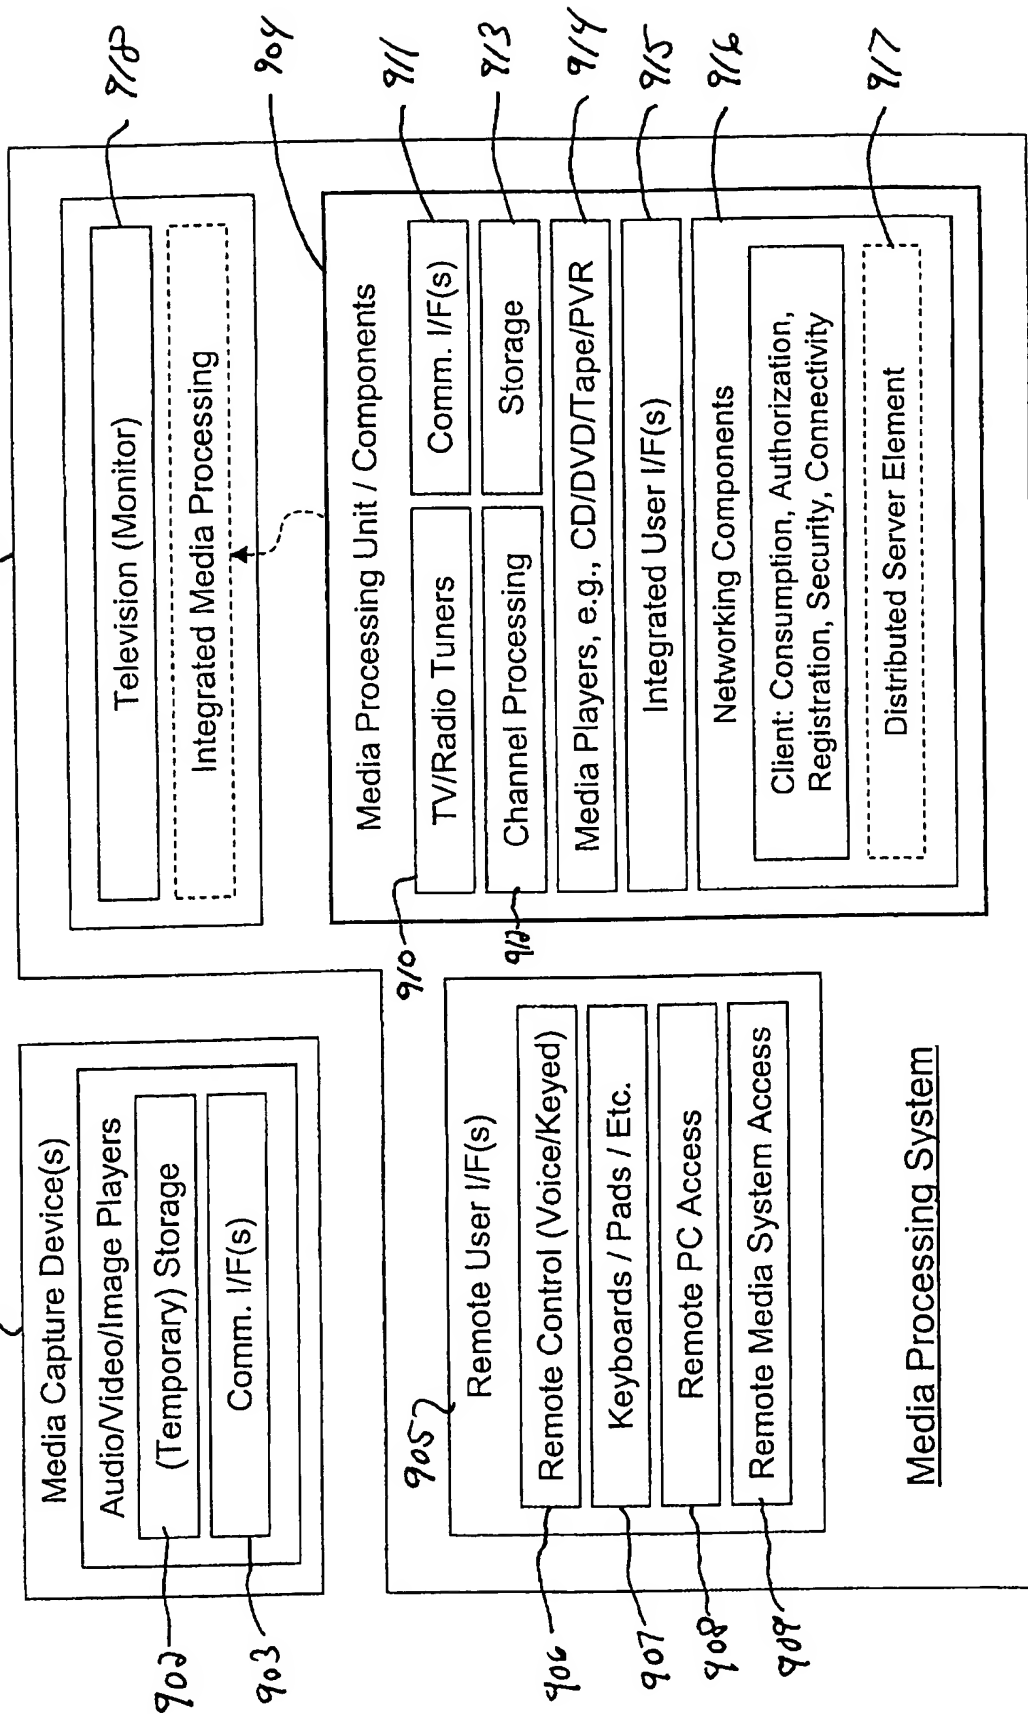 Media Capture Device(s)
Audio/Video/Image Players
(Temporary) Storage
Comm. I/F(s)
902
903
Television (Monitor)
Integrated Media Processing
918
904
Media Processing Unit / Components
TV/Radio Tuners
Comm. I/F(s)
Channel Processing
Storage
Media Players, e.g., CD/DVD/Tape/PVR
Integrated User I/F(s)
Networking Components
Client: Consumption, Authorization,
Registration, Security, Connectivity
Distributed Server Element
910
911
912
913
914
915
916
917
905
Remote User I/F(s)
Remote Control (Voice/Keyed)
Keyboards / Pads / Etc.
Remote PC Access
Remote Media System Access
906
907
908
909
Media Processing System